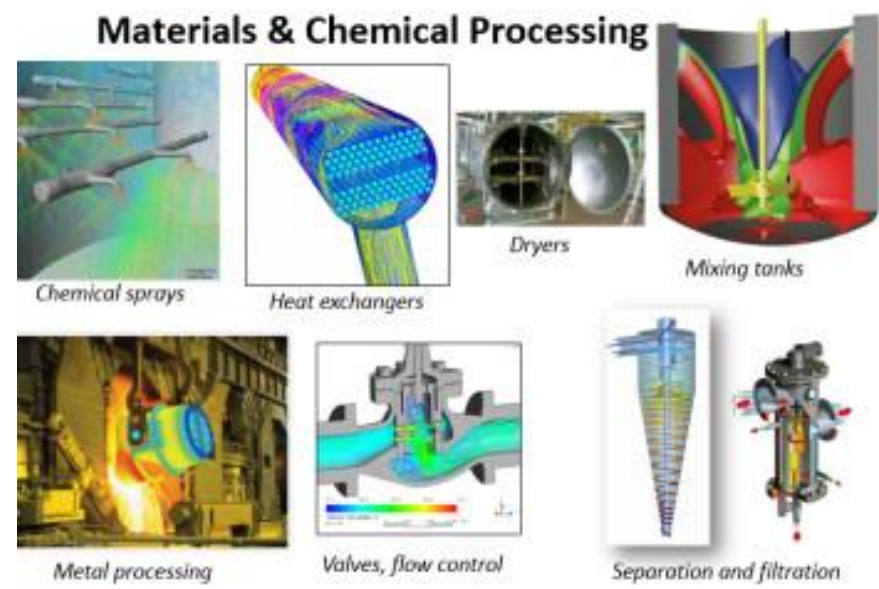 Materials & Chemical Processing
Chemical sprays
Heat exchangers
Dryers
Mixing tanks
Metal processing
Valves, flow control
Separation and filtration